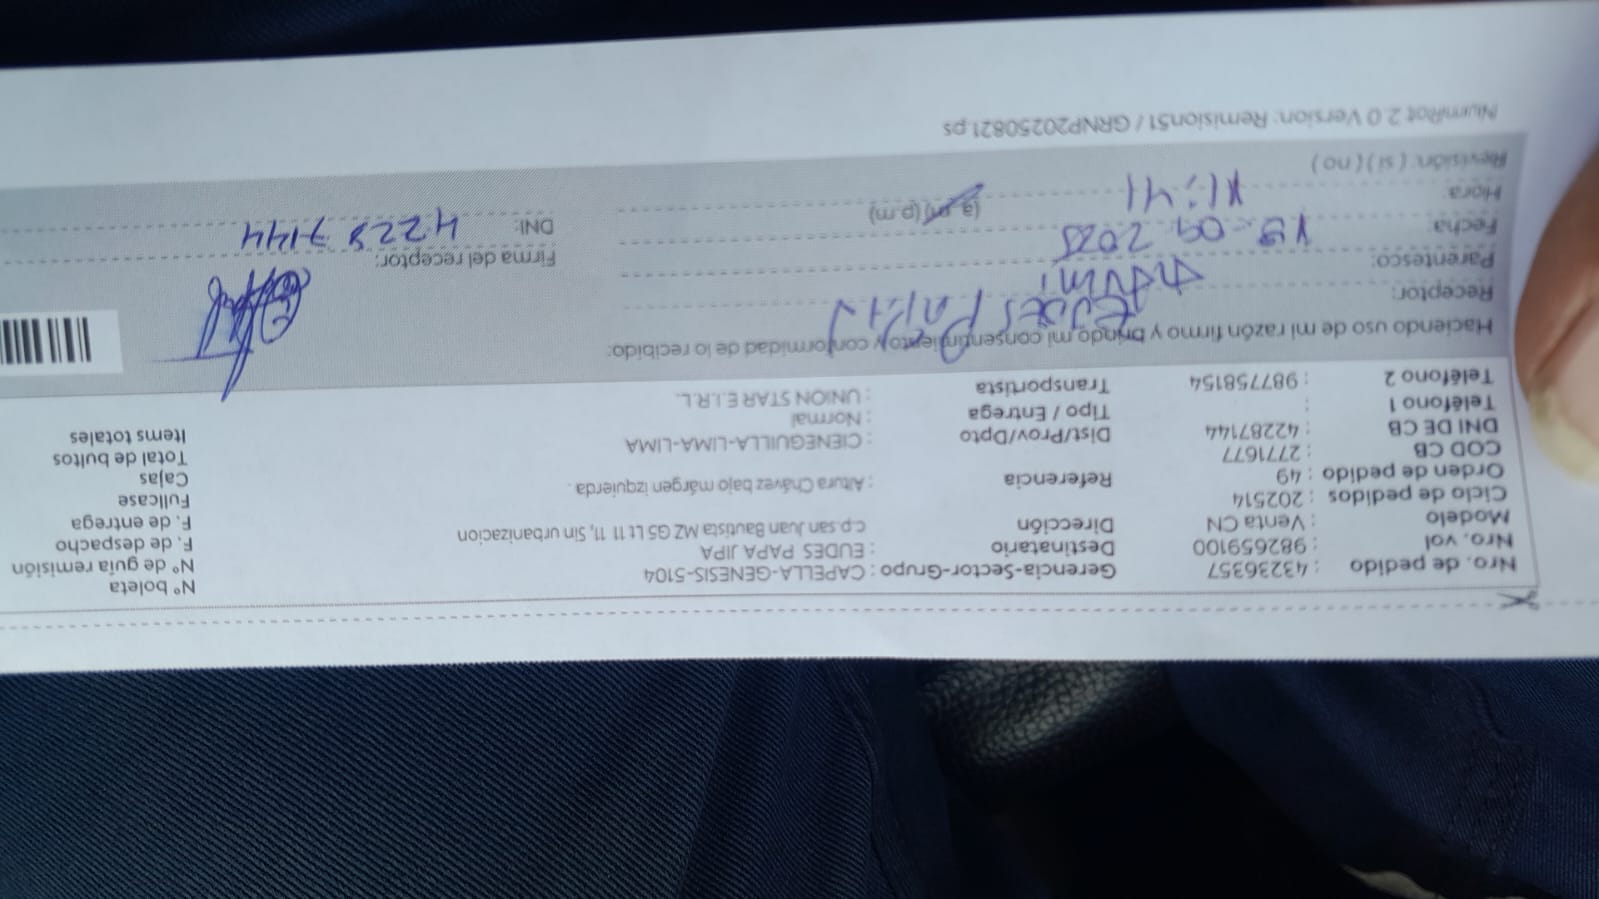 Nro. de pedido : 43236357 Gerencia-Sector-Grupo : CAPELLA-GENESIS-5104 N° boleta
Nro. vol : 982659100 Destinatario : EUDES PAPA JIPA N° de guía remisión
Modelo : Venta CN Dirección c.p.san Juan Bautista MZ G5 Lt 11 11, Sin urbanizacion F. de despacho
Ciclo de pedidos : 202514 F. de entrega
Orden de pedido : 49 Referencia : Altura Chávez bajo márgen izquierda . Fullcase
COD CB : 2771677 Cajas
DNI DE CB : 42287144 Dist/Prov/Dpto : CIENEGUILLA-LIMA-LIMA Total de bultos
Teléfono 1 : Tipo / Entrega : Normal Items totales
Teléfono 2 : 987758154 Transportista : UNION STAR E.I.R.L.
Haciendo uso de mi razón firmo y brindo mi consentimiento y conformidad de lo recibido:
Receptor:
Parentesco: Firma del receptor:
Fecha: 09. 2025 DNI: 42287144
Hora: 11:41 (a.m) (p.m)
Revisión: ( si ) ( no )
NumRot 2.0 Version: Remision51 / GRNP20250821.ps